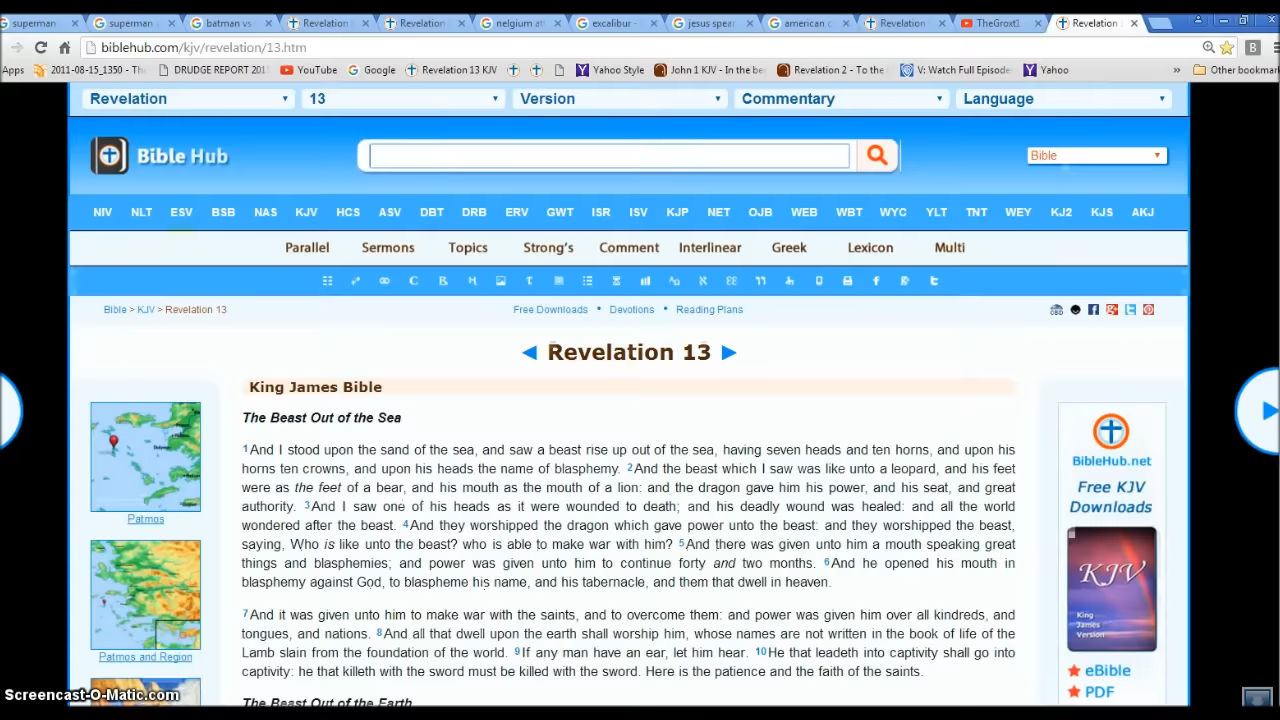 superman
superman
batman vs
Revelation
Revelation
nelgium at
excalibur -
jesus spear
american c
Revelation
TheGroxt1
Revelation
biblehub.com/kjv/revelation/13.htm
Apps 2011-08-15_1350 - Th DRUDGE REPORT 201 YouTube Google Revelation 13 KJV Yahoo Style John 1 KJV - In the b Revelation 2 - To the V: Watch Full Episode Yahoo » Other bookmar
Revelation 13 Version Commentary Language
Bible Hub
Bible
NIV NLT ESV BSB NAS KJV HCS ASV DBT DRB ERV GWT ISR ISV KJP NET OJB WEB WBT WYC YLT TNT WEY KJ2 KJS AKJ
Parallel Sermons Topics Strong's Comment Interlinear Greek Lexicon Multi
Bible > KJV > Revelation 13
Free Downloads • Devotions • Reading Plans
◄ Revelation 13 ►
King James Bible
The Beast Out of the Sea
1And I stood upon the sand of the sea, and saw a beast rise up out of the sea, having seven heads and ten horns, and upon his
horns ten crowns, and upon his heads the name of blasphemy. 2And the beast which I saw was like unto a leopard, and his feet
were as the feet of a bear, and his mouth as the mouth of a lion: and the dragon gave him his power, and his seat, and great
authority. 3And I saw one of his heads as it were wounded to death; and his deadly wound was healed: and all the world
wondered after the beast. 4And they worshipped the dragon which gave power unto the beast: and they worshipped the beast,
saying, Who is like unto the beast? who is able to make war with him? 5And there was given unto him a mouth speaking great
things and blasphemies; and power was given unto him to continue forty and two months. 6And he opened his mouth in
blasphemy against God, to blaspheme his name, and his tabernacle, and them that dwell in heaven.
7And it was given unto him to make war with the saints, and to overcome them: and power was given him over all kindreds, and
tongues, and nations. 8And all that dwell upon the earth shall worship him, whose names are not written in the book of life of the
Lamb slain from the foundation of the world. 9If any man have an ear, let him hear. 10He that leadeth into captivity shall go into
captivity: he that killeth with the sword must be killed with the sword. Here is the patience and the faith of the saints.
The Beast Out of the Earth
Patmos
Patmos and Region
BibleHub.net
Free KJV
Downloads
KJV
King
James
Version
eBible
PDF
Screencast-O-Matic.com